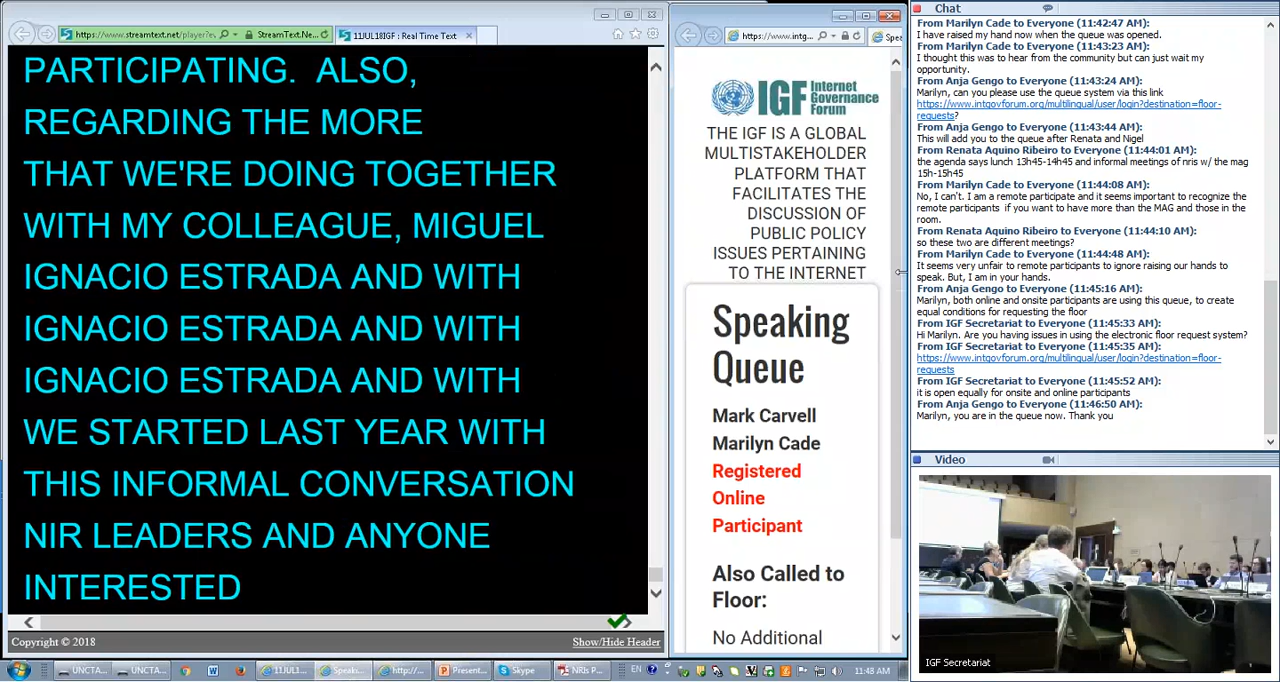 https://www.streamtext.net/player?ev
StreamText.Ne...
11JUL18IGF : Real Time Text
PARTICIPATING.  ALSO,
REGARDING THE MORE
THAT WE'RE DOING TOGETHER
WITH MY COLLEAGUE, MIGUEL
IGNACIO ESTRADA AND WITH
IGNACIO ESTRADA AND WITH
IGNACIO ESTRADA AND WITH
WE STARTED LAST YEAR WITH
THIS INFORMAL CONVERSATION
NIR LEADERS AND ANYONE
INTERESTED
Copyright © 2018
Show/Hide Header
https://www.intg...
Spea
IGF Internet
Governance
Forum
THE IGF IS A GLOBAL
MULTISTAKEHOLDER
PLATFORM THAT
FACILITATES THE
DISCUSSION OF
PUBLIC POLICY
ISSUES PERTAINING
TO THE INTERNET
Speaking
Queue
Mark Carvell
Marilyn Cade
Registered
Online
Participant
Also Called to
Floor:
No Additional
Chat
From Marilyn Cade to Everyone (11:42:47 AM):
I have raised my hand now when the queue was opened.
From Marilyn Cade to Everyone (11:43:23 AM):
I thought this was to hear from the community but can just wait my
opportunity.
From Anja Gengo to Everyone (11:43:24 AM):
Marilyn, can you please use the queue system via this link
https://www.intgovforum.org/multilingual/user/login?destination=floor-
requests?
From Anja Gengo to Everyone (11:43:44 AM):
This will add you to the queue after Renata and Nigel
From Renata Aquino Ribeiro to Everyone (11:44:01 AM):
the agenda says lunch 13h45-14h45 and informal meetings of nris w/ the mag
15h-15h45
From Marilyn Cade to Everyone (11:44:08 AM):
No, I can't. I am a remote participate and it seems important to recognize the
remote participants  if you want to have more than the MAG and those in the
room.
From Renata Aquino Ribeiro to Everyone (11:44:10 AM):
so these two are different meetings?
From Marilyn Cade to Everyone (11:44:48 AM):
It seems very unfair to remote participants to ignore raising our hands to
speak. But, I am in your hands.
From Anja Gengo to Everyone (11:45:16 AM):
Marilyn, both online and onsite participants are using this queue, to create
equal conditions for requesting the floor
From IGF Secretariat to Everyone (11:45:33 AM):
Hi Marilyn. Are you having issues in using the electronic floor request system?
From IGF Secretariat to Everyone (11:45:35 AM):
https://www.intgovforum.org/multilingual/user/login?destination=floor-
requests
From IGF Secretariat to Everyone (11:45:52 AM):
it is open equally for onsite and online participants
From Anja Gengo to Everyone (11:46:50 AM):
Marilyn, you are in the queue now. Thank you
Video
IGF Secretariat
UNCTA...
UNCTA...
11JUL1...
Speaki...
http://...
Present...
Skype
NRIs P...
EN
11:48 AM